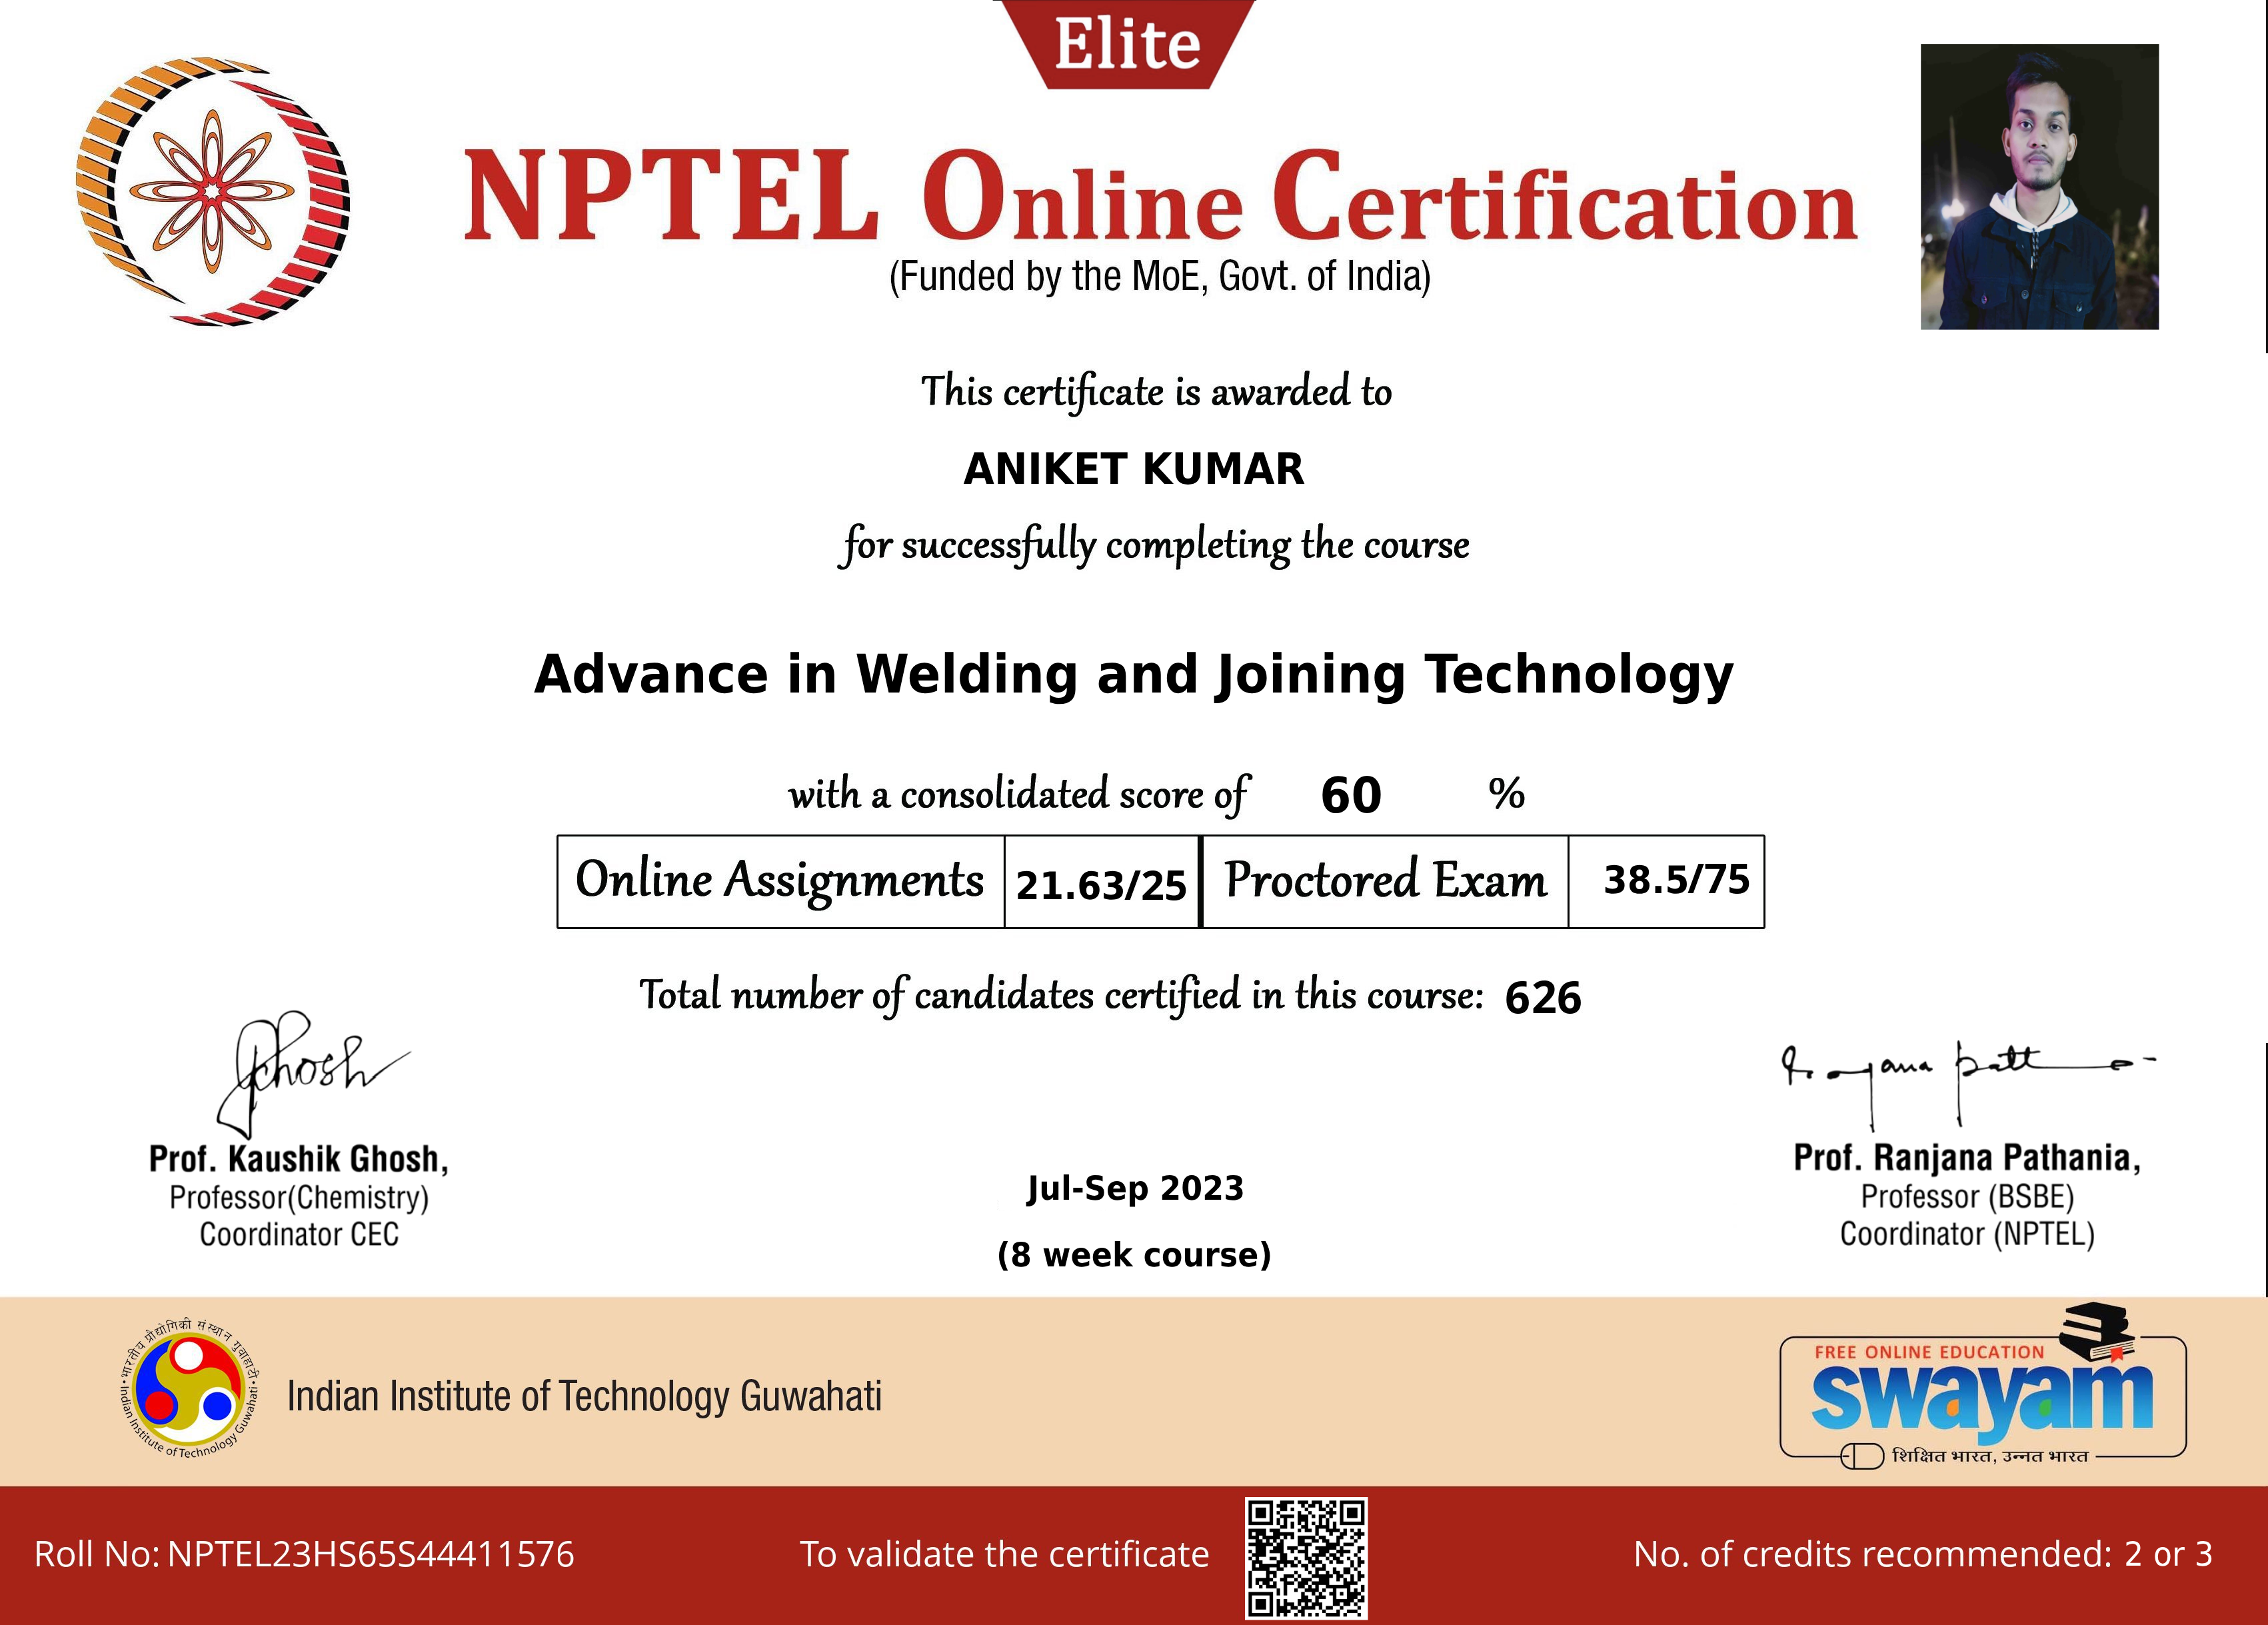 Elite
NPTEL Online Certification
(Funded by the MoE, Govt. of India)
This certificate is awarded to
ANIKET KUMAR
for successfully completing the course
Advance in Welding and Joining Technology
with a consolidated score of 60 %
Online Assignments 21.63/25 Proctored Exam 38.5/75
Total number of candidates certified in this course: 626
Prof. Kaushik Ghosh,
Professor(Chemistry)
Coordinator CEC
Jul-Sep 2023
(8 week course)
Prof. Ranjana Pathania,
Professor (BSBE)
Coordinator (NPTEL)
भारतीय प्रौद्योगिकी संस्थान गुवाहाटी
Indian Institute of Technology Guwahati
Indian Institute of Technology Guwahati
FREE ONLINE EDUCATION
swayam
शिक्षित भारत, उन्नत भारत
Roll No: NPTEL23HS65S44411576
To validate the certificate
No. of credits recommended: 2 or 3